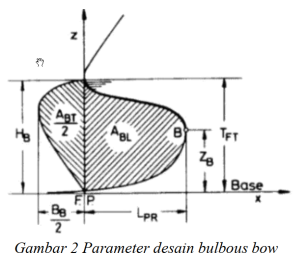 Z
A_BT
2
A_BL
H_B
B
T_FT
Z_B
F. P.
Base
x
B_B
2
L_PR
Gambar 2 Parameter desain bulbous bow